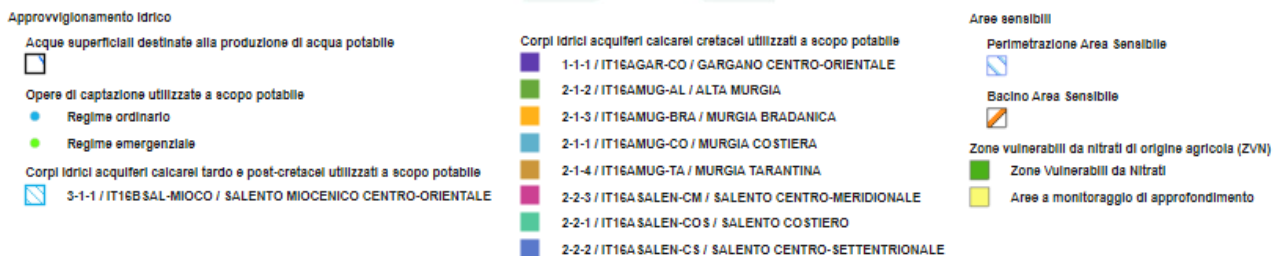 Approvvigionamento idrico
Acque superficiali destinate alla produzione di acqua potabile
Opere di captazione utilizzate a scopo potabile
Regime ordinario
Regime emergenziale
Corpi idrici acquiferi calcarei tardo e post-cretacei utilizzati a scopo potabile
3-1-1 / IT16BSAL-MIOCO / SALENTO MIOCENICO CENTRO-ORIENTALE
Corpi idrici acquiferi calcarei cretacei utilizzati a scopo potabile
1-1-1 / IT16AGAR-CO / GARGANO CENTRO-ORIENTALE
2-1-2 / IT16AMUG-AL / ALTA MURGIA
2-1-3 / IT16AMUG-BRA / MURGIA BRADANICA
2-1-1 / IT16AMUG-CO / MURGIA COSTIERA
2-1-4 / IT16AMUG-TA / MURGIA TARANTINA
2-2-3 / IT16ASALEN-CM / SALENTO CENTRO-MERIDIONALE
2-2-1 / IT16ASALEN-COS / SALENTO COSTIERO
2-2-2 / IT16ASALEN-CS / SALENTO CENTRO-SETTENTRIONALE
Aree sensibili
Perimetrazione Area Sensibile
Bacino Area Sensibile
Zone vulnerabili da nitrati di origine agricola (ZVN)
Zone Vulnerabili da Nitrati
Aree a monitoraggio di approfondimento